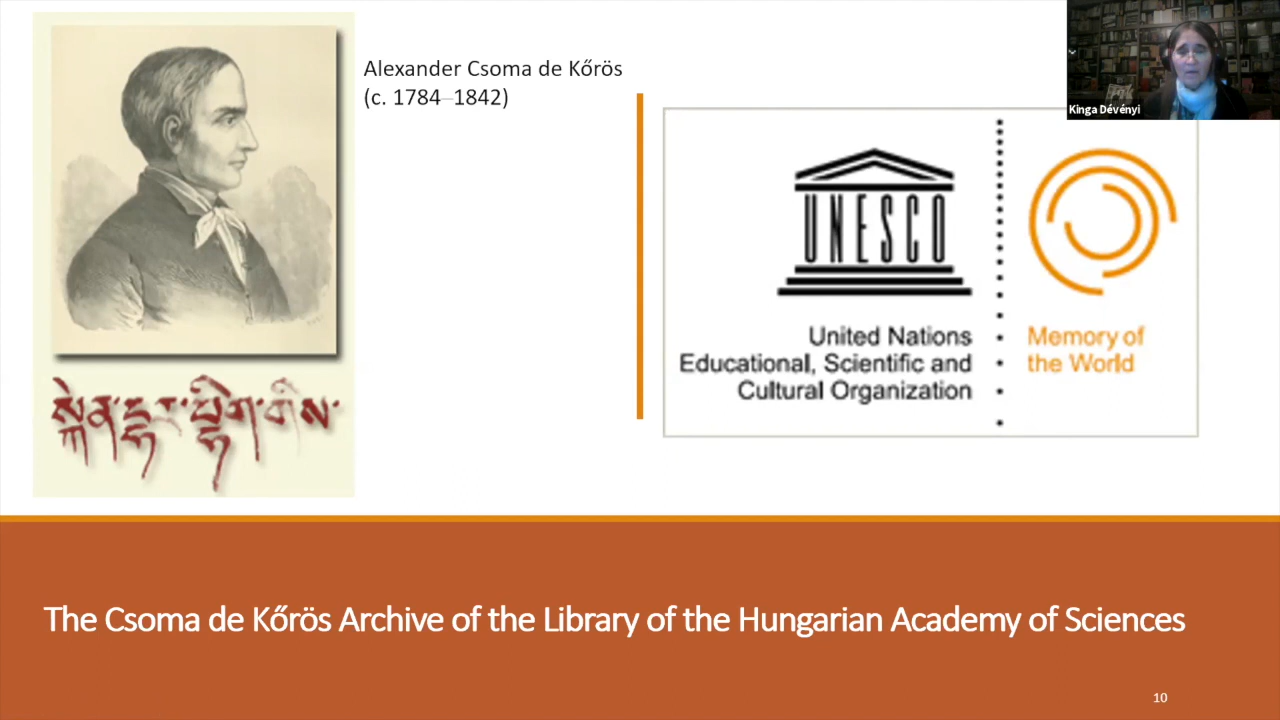 Alexander Csoma de Kőrös
(c. 1784–1842)
Kinga Dévényi
UNESCO
United Nations
Educational, Scientific and
Cultural Organization
Memory of
the World
The Csoma de Kőrös Archive of the Library of the Hungarian Academy of Sciences
10